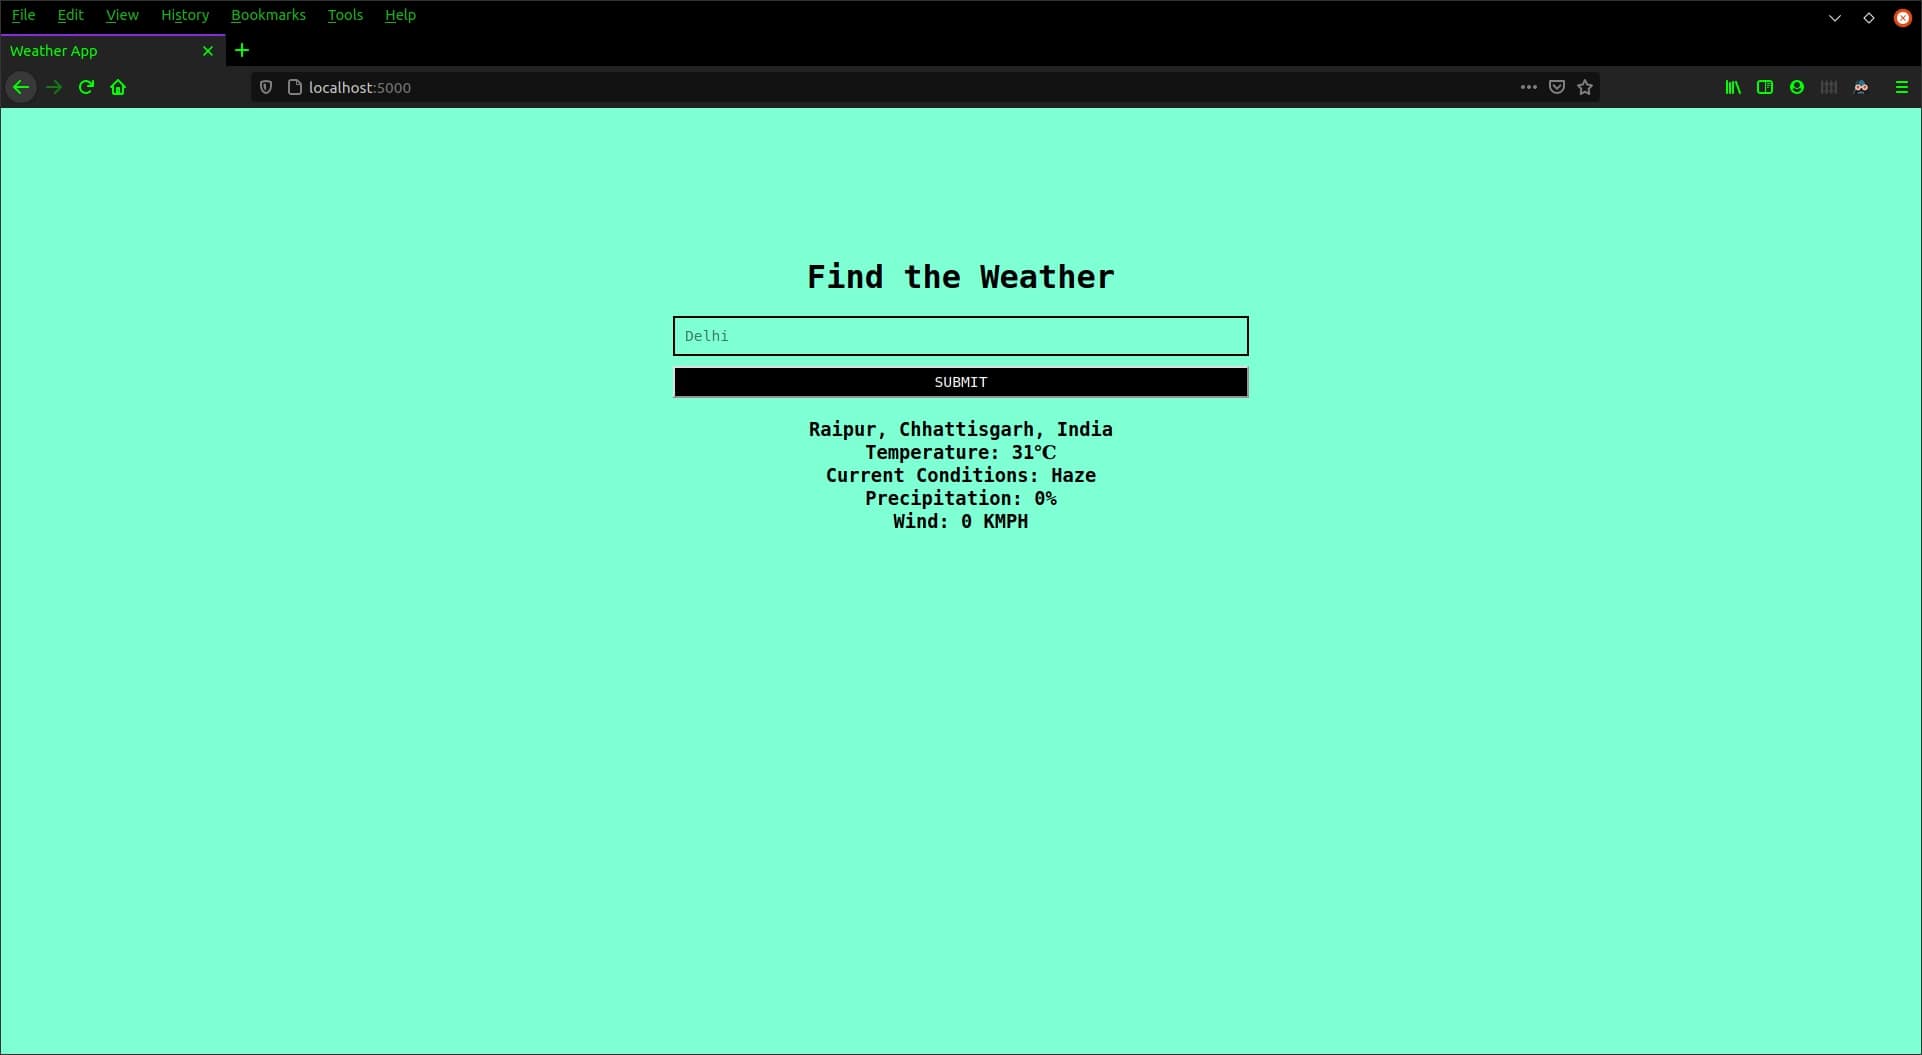 File Edit View History Bookmarks Tools Help
Weather App
localhost:5000
Find the Weather
Delhi
SUBMIT
Raipur, Chhattisgarh, India
Temperature: 31℃
Current Conditions: Haze
Precipitation: 0%
Wind: 0 KMPH